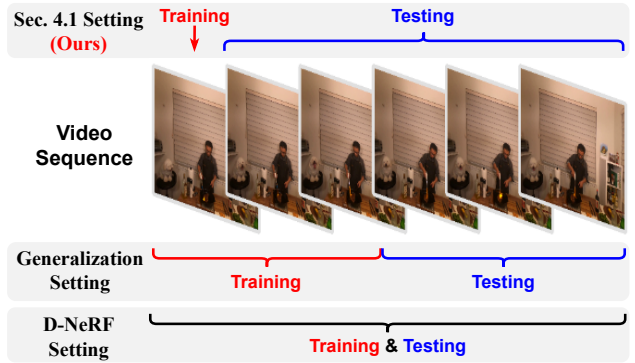 Sec. 4.1 Setting
(Ours)
Training
Testing
Video
Sequence
Generalization
Setting
Training
Testing
D-NeRF
Setting
Training & Testing